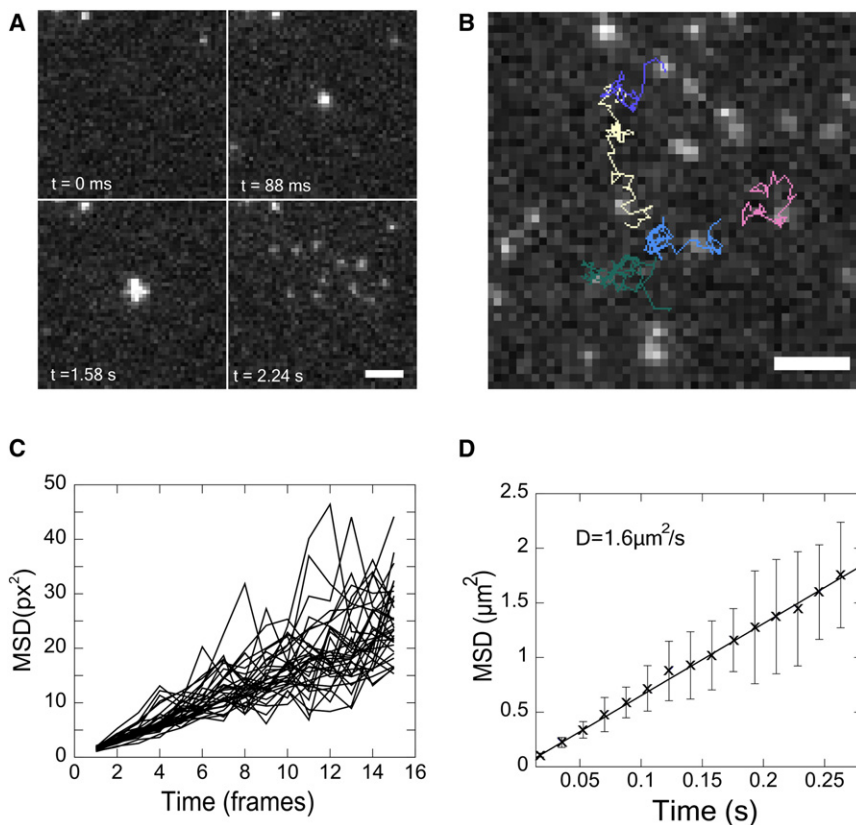 A
t = 0 ms
t = 88 ms
t =1.58 s
t = 2.24 s
B
C
MSD(px²)
50
40
30
20
10
0
0 2 4 6 8 10 12 14 16
Time (frames)
D
D=1.6µm²/s
MSD (µm²)
2.5
2
1.5
1
0.5
0
0.05 0.1 0.15 0.2 0.25
Time (s)